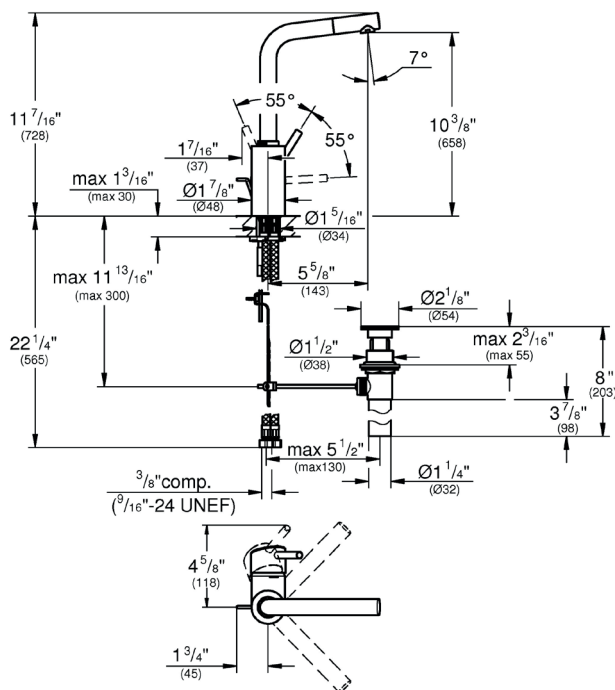 7°
55°
11 7/16"
(728)
10 3/8"
(658)
55°
1 7/16"
(37)
max 1 3/16"
(max 30)
Ø1 7/8"
(Ø48)
Ø1 5/16"
(Ø34)
5 5/8"
(143)
max 11 13/16"
(max 300)
Ø2 1/8"
(Ø54)
22 1/4"
(565)
Ø1 1/2"
(Ø38)
max 2 3/16"
(max 55)
8"
(203)
3 7/8"
(98)
max 5 1/2"
(max130)
3/8"comp.
(9/16"-24 UNEF)
Ø1 1/4"
(Ø32)
4 5/8"
(118)
1 3/4"
(45)